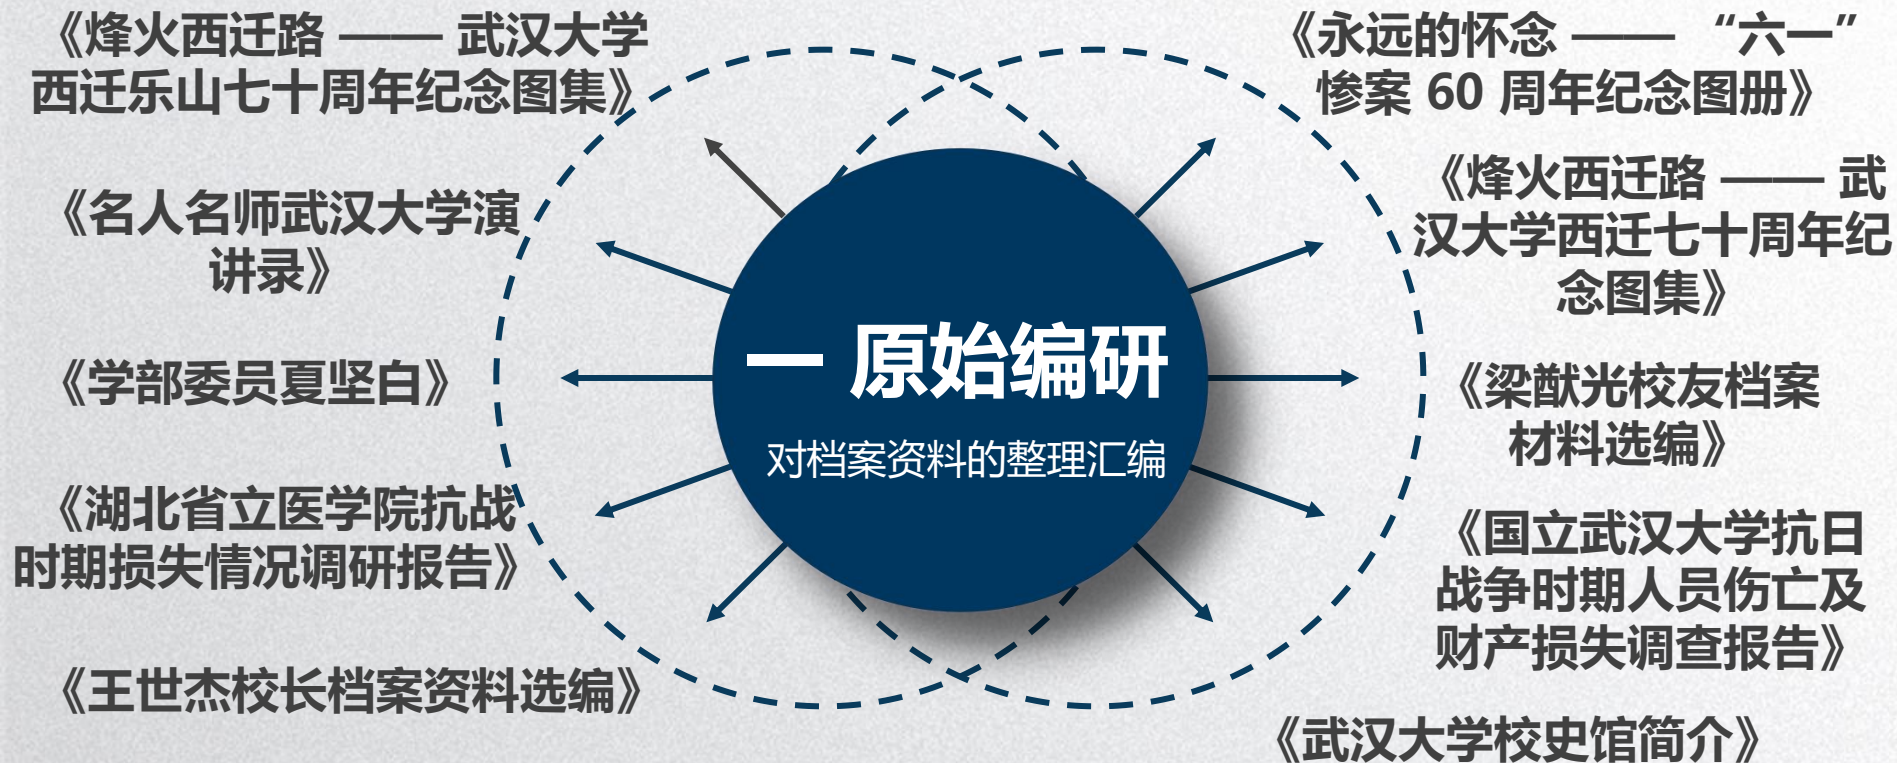 《烽火西迁路 —— 武汉大学
西迁乐山七十周年纪念图集》
《名人名师武汉大学演
讲录》
《学部委员夏坚白》
《湖北省立医学院抗战
时期损失情况调研报告》
《王世杰校长档案资料选编》
一 原始编研
对档案资料的整理汇编
《永远的怀念 —— “六一”
惨案 60 周年纪念图册》
《烽火西迁路 —— 武
汉大学西迁七十周年纪
念图集》
《梁猷光校友档案
材料选编》
《国立武汉大学抗日
战争时期人员伤亡及
财产损失调查报告》
《武汉大学校史馆简介》